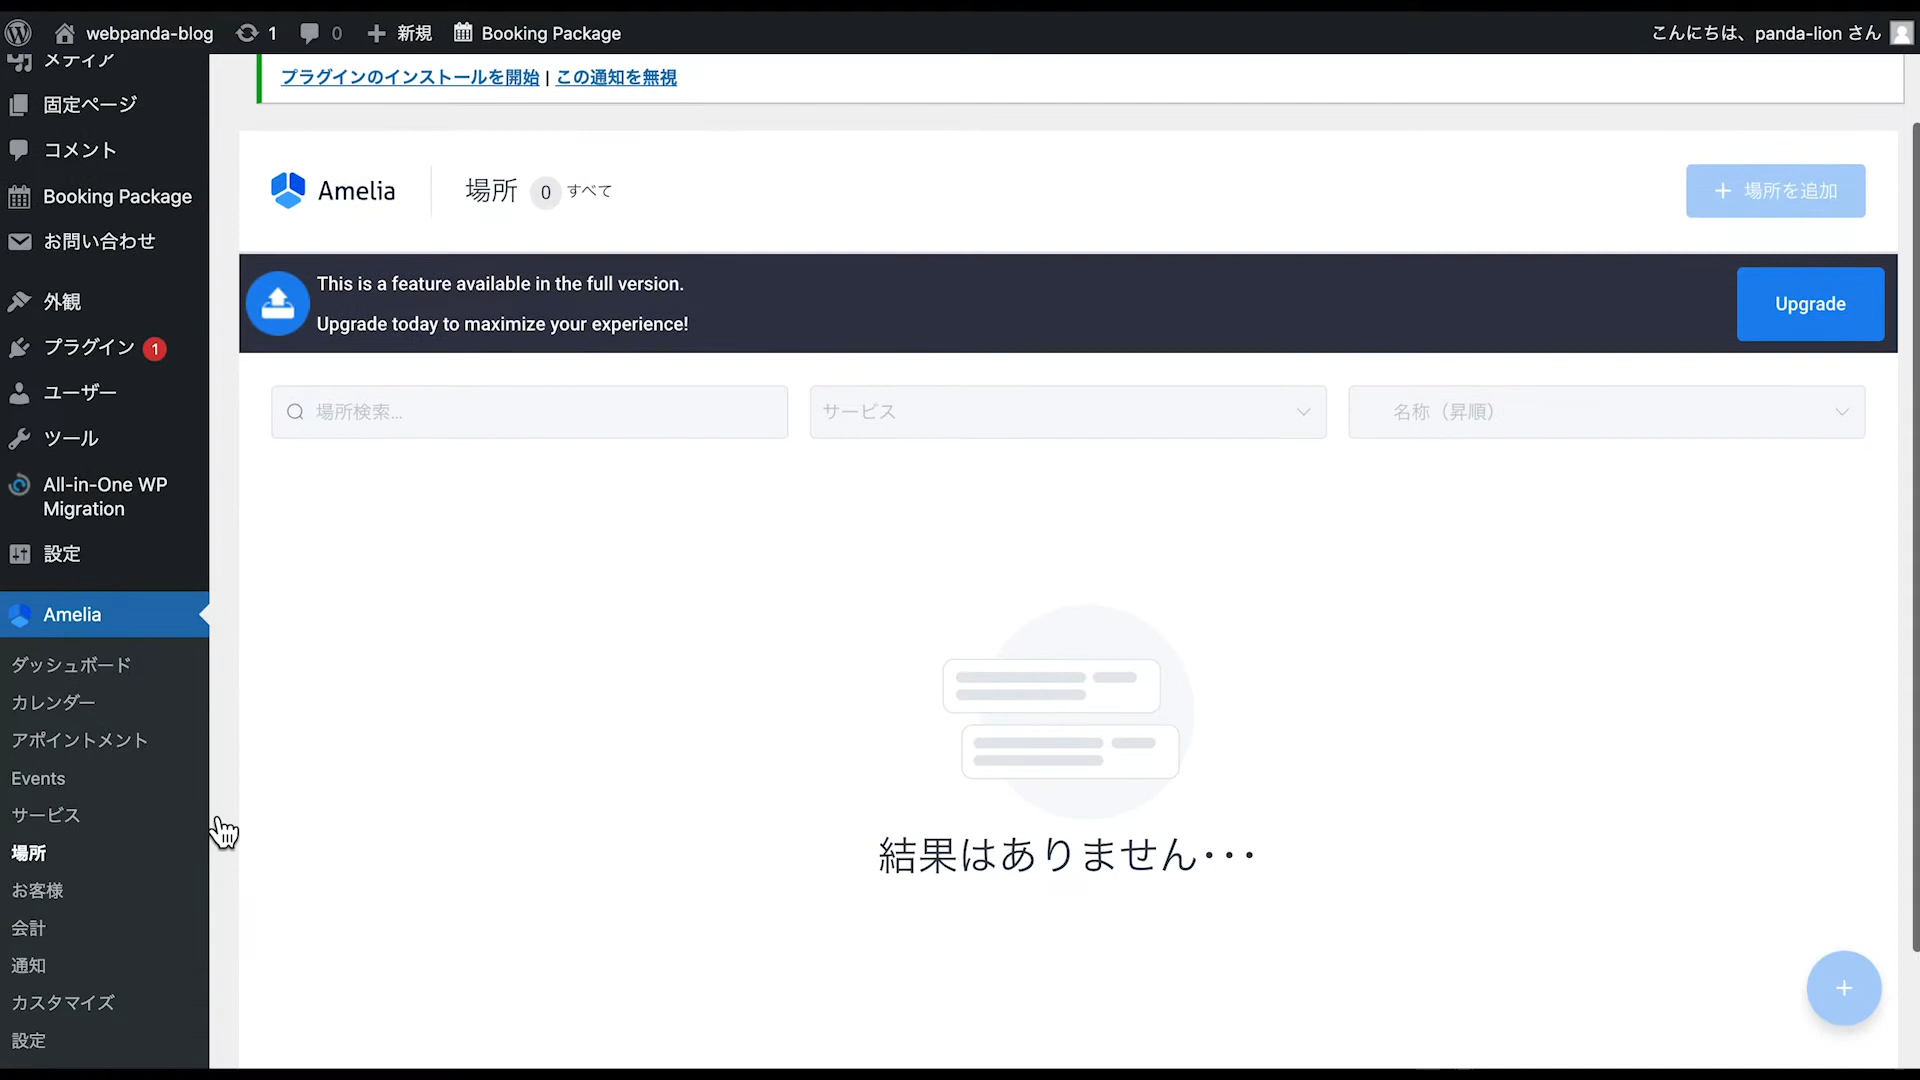 webpanda-blog
1
0
新規
Booking Package
こんにちは、panda-lion さん
メディア
固定ページ
コメント
Booking Package
お問い合わせ
外観
プラグイン 1
ユーザー
ツール
All-in-One WP
Migration
設定
Amelia
ダッシュボード
カレンダー
アポイントメント
Events
サービス
場所
お客様
会計
通知
カスタマイズ
設定
プラグインのインストールを開始 | この通知を無視
Amelia
場所 0 すべて
+ 場所を追加
This is a feature available in the full version.
Upgrade today to maximize your experience!
Upgrade
場所検索...
サービス
名称（昇順）
結果はありません･･･
+